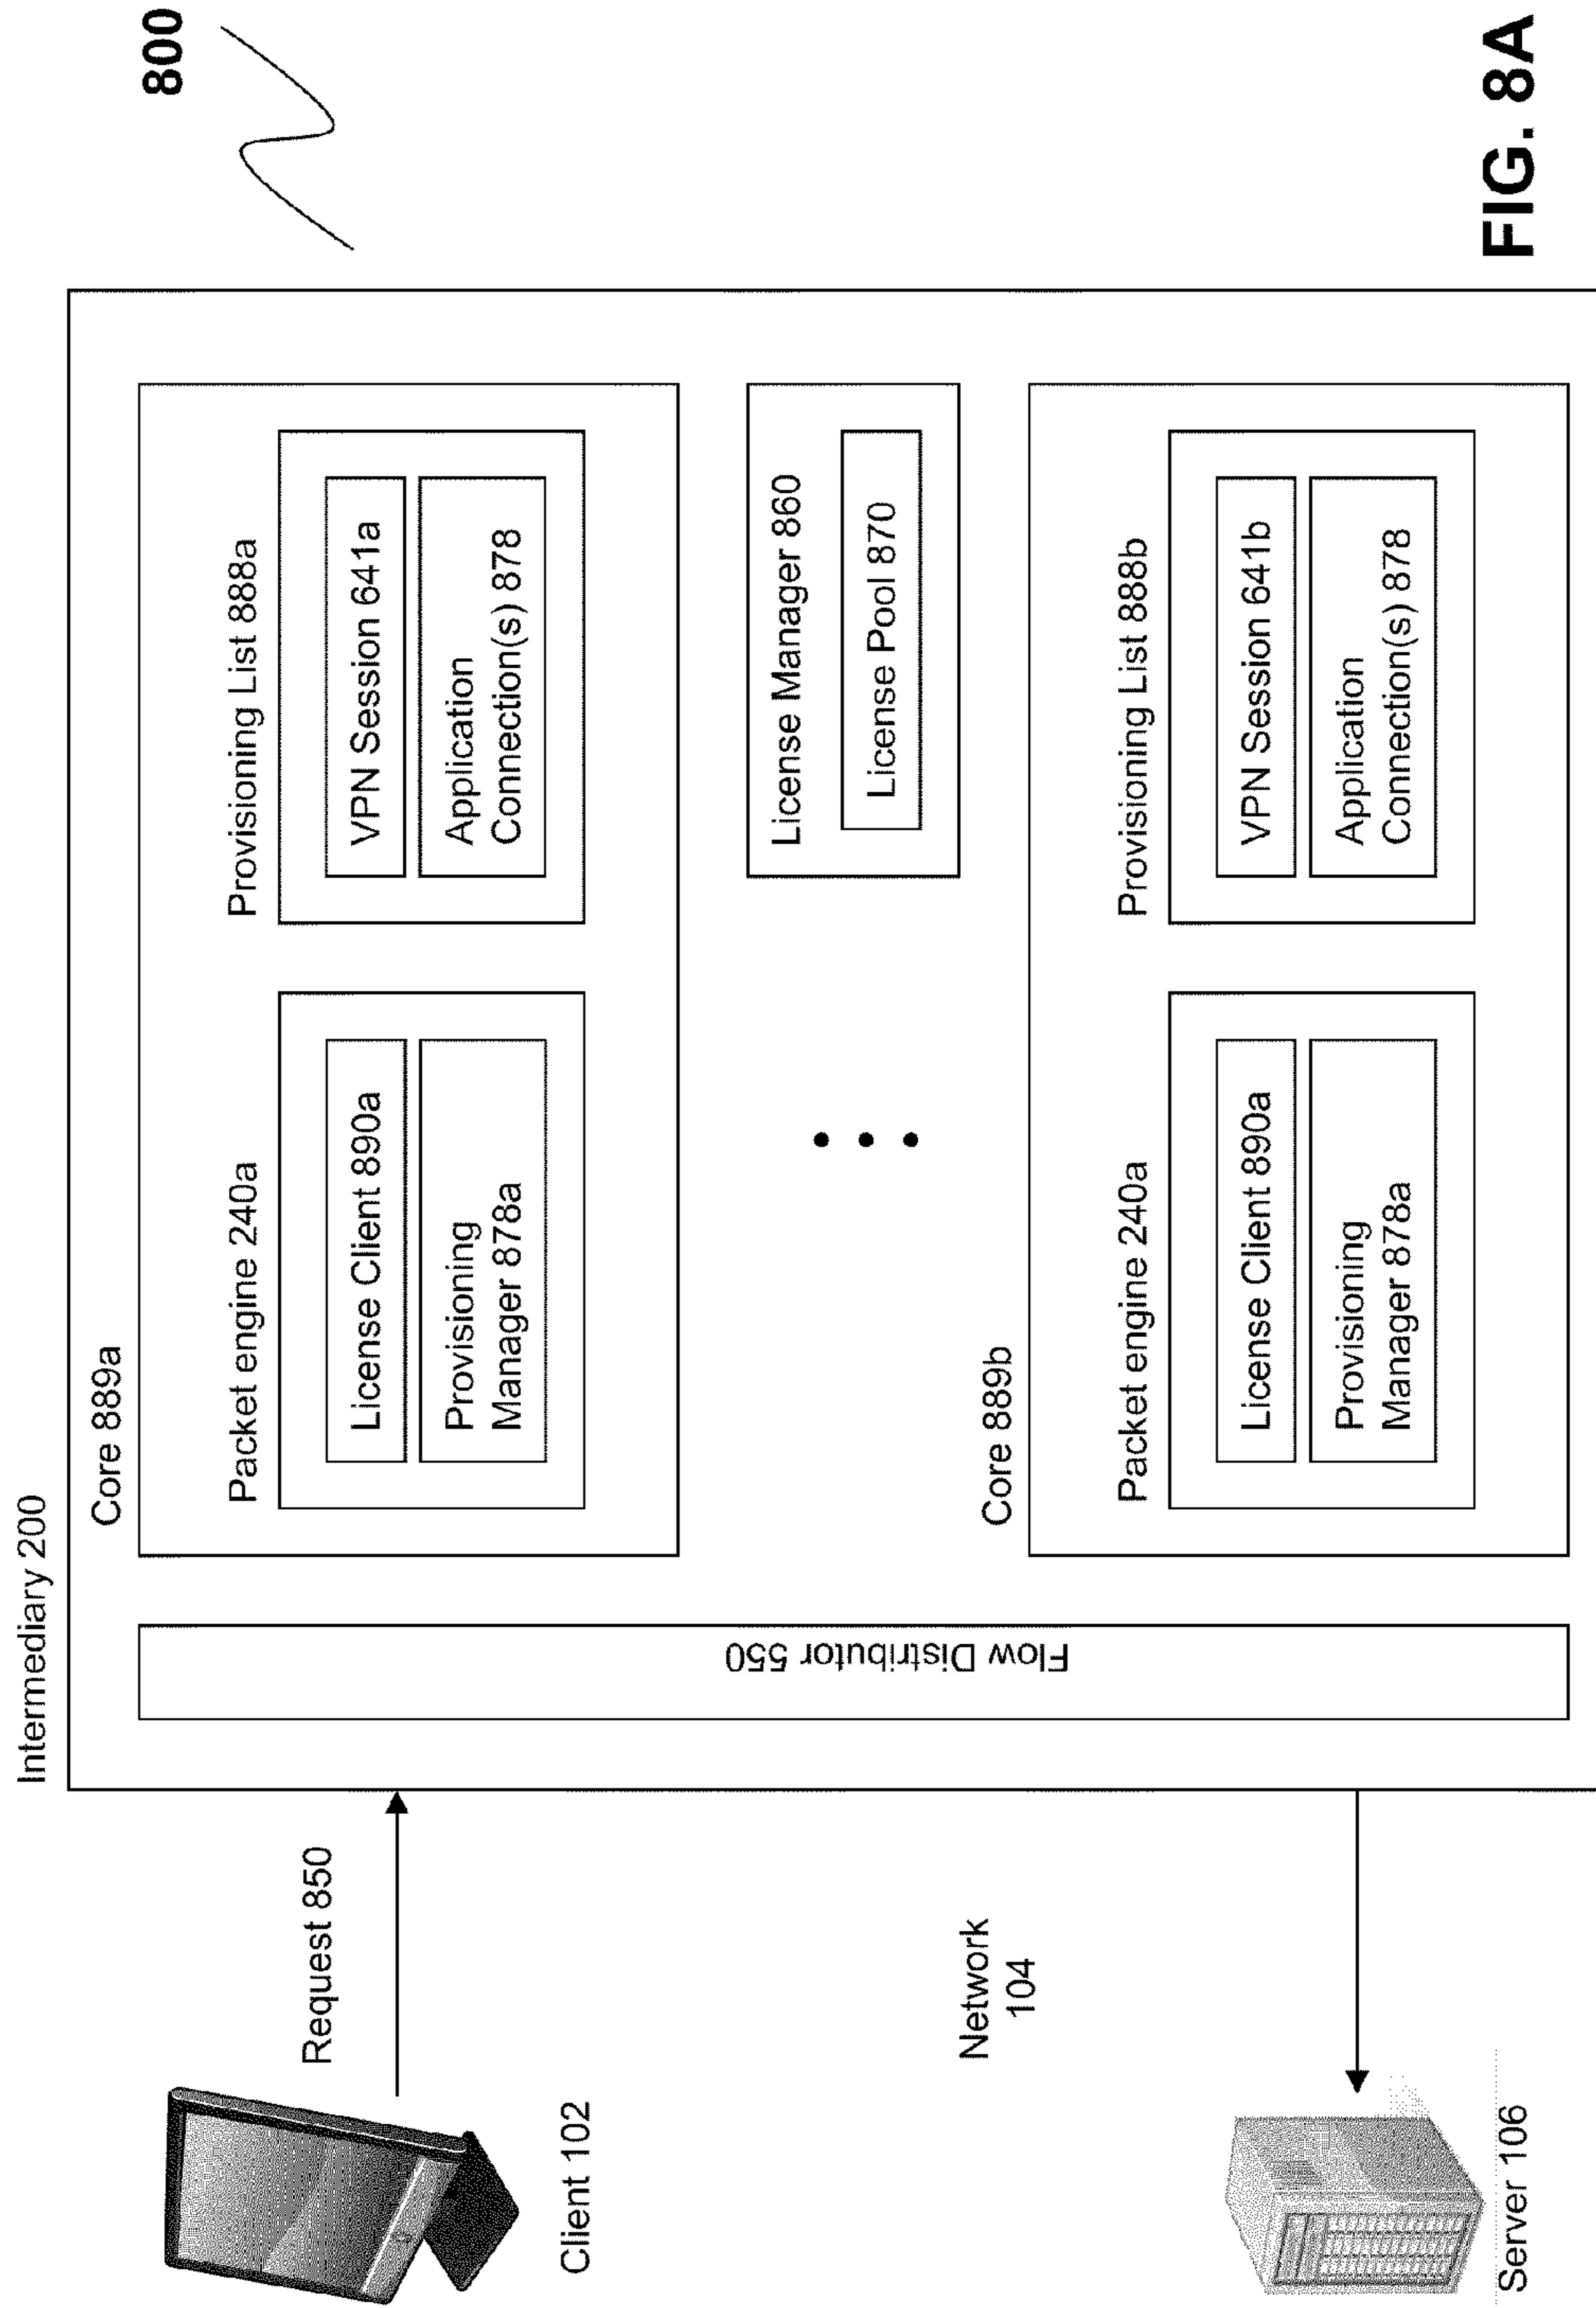 800
Intermediary 200
Core 889a
Packet engine 240a
License Client 890a
Provisioning
Manager 878a
Provisioning List 888a
VPN Session 641a
Application
Connection(s) 878
Flow Distributor 550
License Manager 860
License Pool 870
Core 889b
Packet engine 240a
License Client 890a
Provisioning
Manager 878a
Provisioning List 888b
VPN Session 641b
Application
Connection(s) 878
Request 850
Client 102
Network
104
Server 106
FIG. 8A